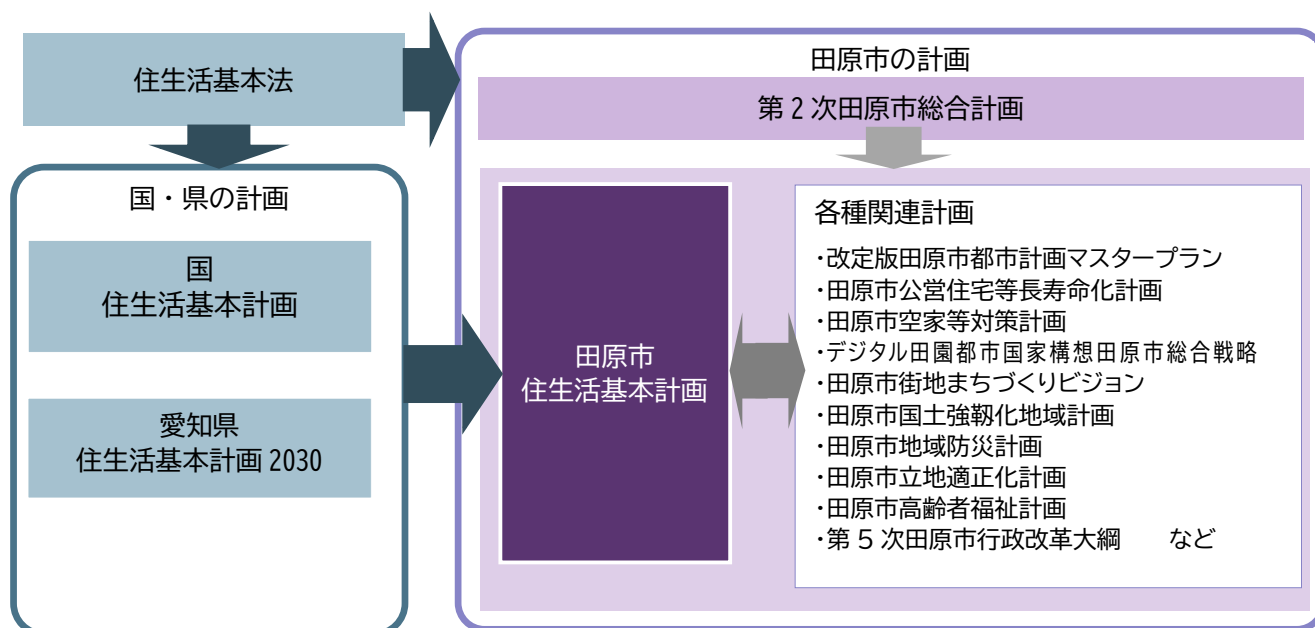 住生活基本法
国・県の計画
国
住生活基本計画
愛知県
住生活基本計画2030
田原市の計画
第2次田原市総合計画
田原市
住生活基本計画
各種関連計画
・改定版田原市都市計画マスタープラン
・田原市公営住宅等長寿命化計画
・田原市空家等対策計画
・デジタル田園都市国家構想田原市総合戦略
・田原市街地まちづくりビジョン
・田原市国土強靱化地域計画
・田原市地域防災計画
・田原市立地適正化計画
・田原市高齢者福祉計画
・第5次田原市行政改革大綱　　など